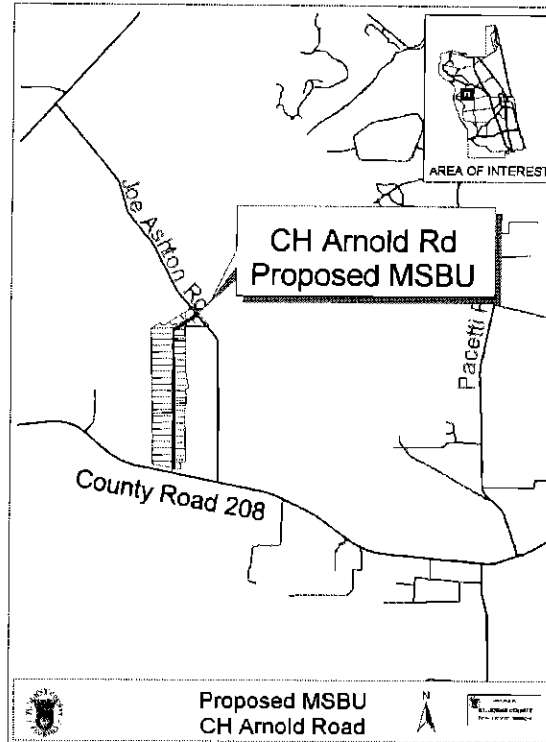 AREA OF INTEREST
Joe Ashton Rd
CH Arnold Rd
Proposed MSBU
Pacetti R
County Road 208
Proposed MSBU
CH Arnold Road
N